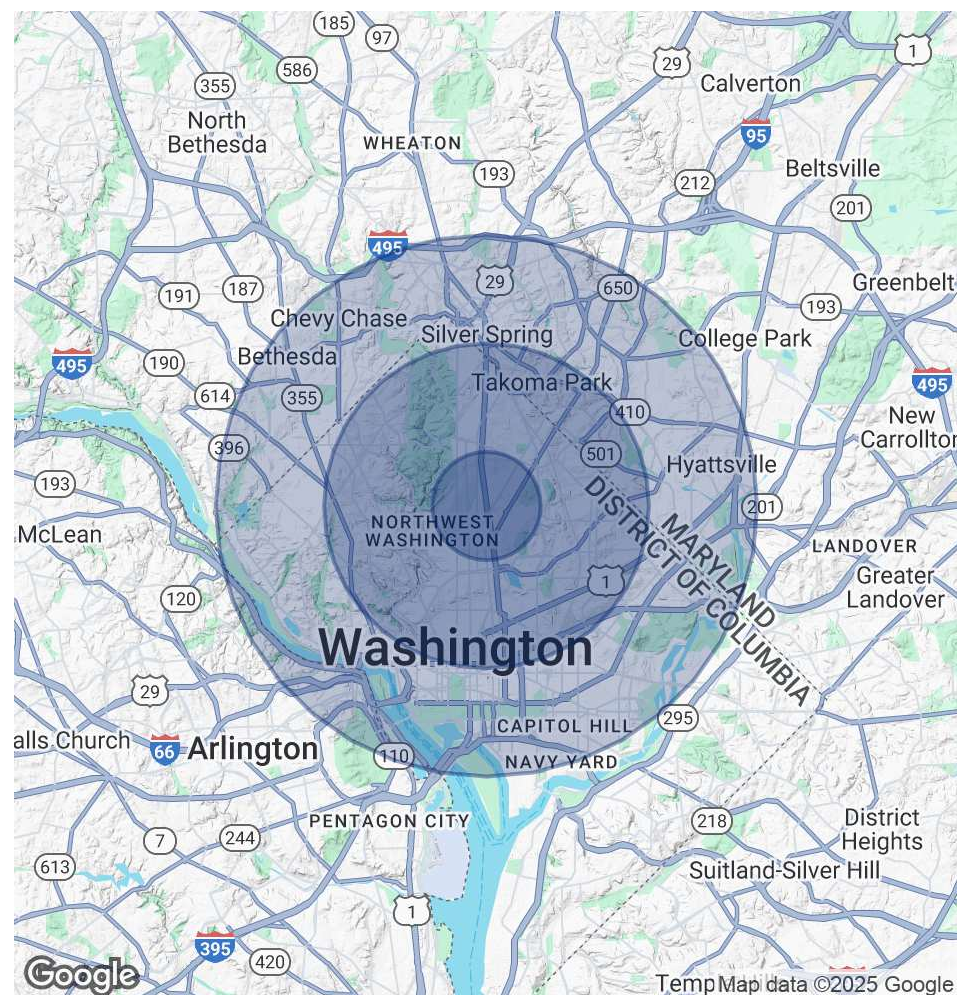 185
97
1
29
586
355
Calverton
North
Bethesda
WHEATON
95
193
Beltsville
212
201
495
29
650
Greenbelt
191
187
193
Chevy Chase
Silver Spring
College Park
Bethesda
495
190
Takoma Park
495
614
355
410
New
Carrollton
396
501
Hyattsville
193
201
NORTHWEST
WASHINGTON
McLean
MARYLAND
DISTRICT OF COLUMBIA
LANDOVER
Greater
Landover
1
120
Washington
29
295
CAPITOL HILL
alls Church
66
Arlington
110
NAVY YARD
PENTAGON CITY
218
District
Heights
7
244
613
Suitland-Silver Hill
1
395
420
Google
Temp
Map data ©2025 Google